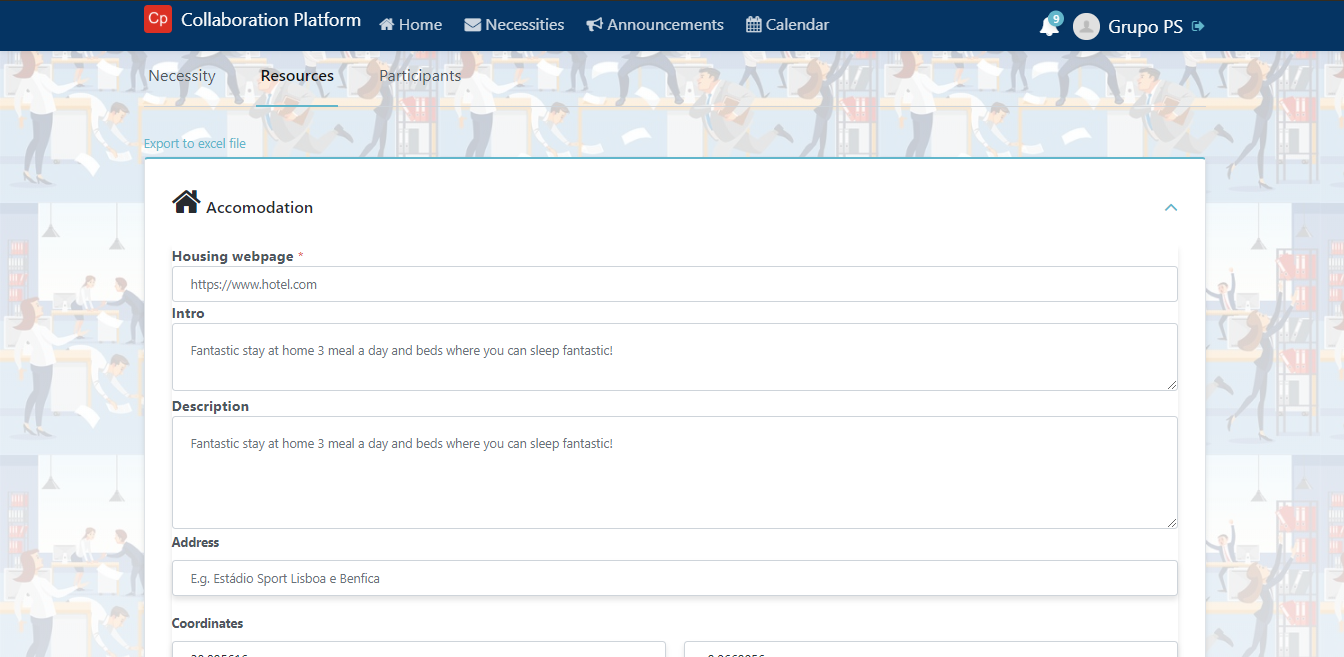 Cp Collaboration Platform Home Necessities Announcements Calendar 9 Grupo PS
Necessity Resources Participants
Export to excel file
Accomodation
Housing webpage *
https://www.hotel.com
Intro
Fantastic stay at home 3 meal a day and beds where you can sleep fantastic!
Description
Fantastic stay at home 3 meal a day and beds where you can sleep fantastic!
Address
E.g. Estádio Sport Lisboa e Benfica
Coordinates